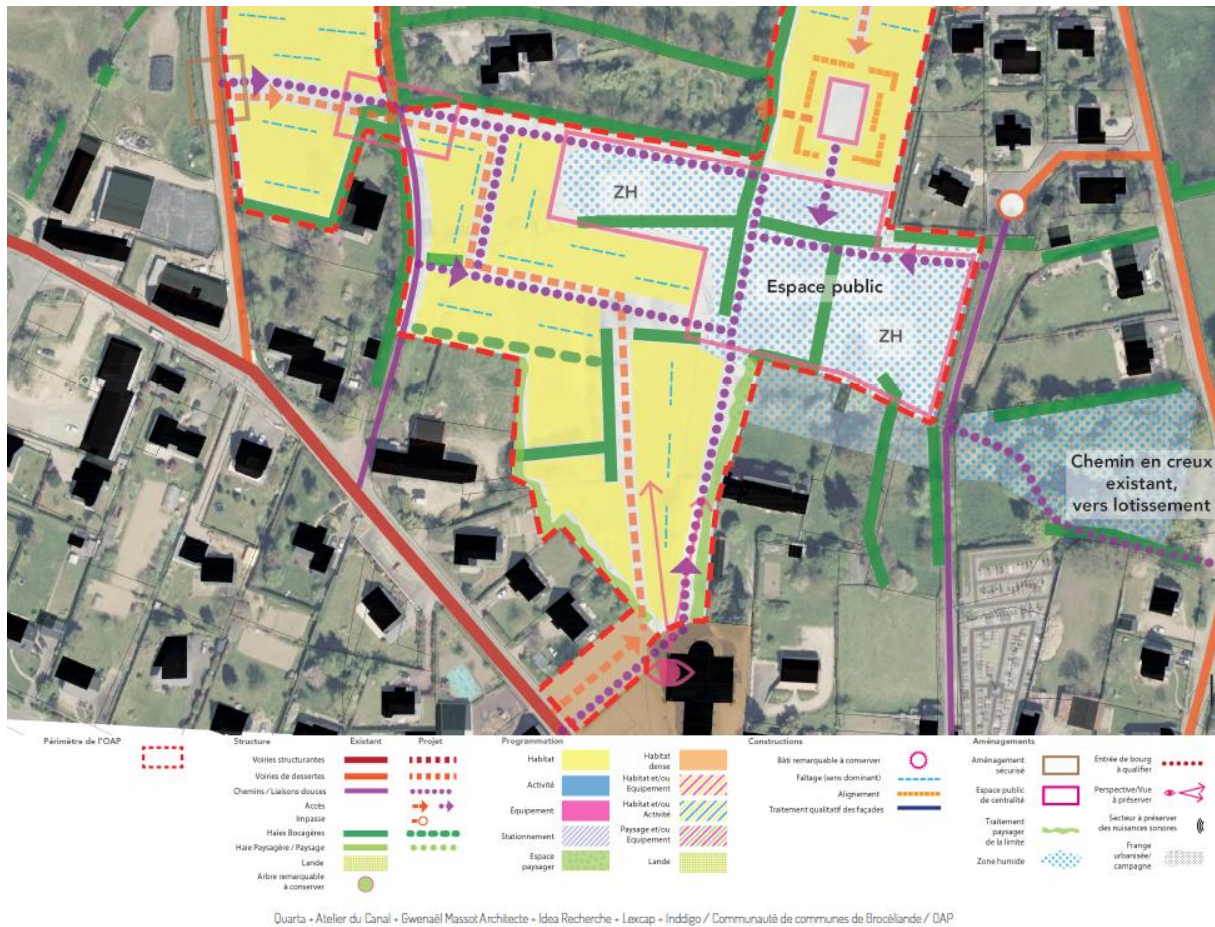 ZH
Espace public
ZH
Chemin en creux
existant,
vers lotissement
Périmètre de l'OAP
Structure
Existant
Projet
Voiries structurantes
Voiries de dessertes
Chemins / Liaisons douces
Accès
Impasse
Haies Bocagères
Haie Paysagère / Paysage
Lande
Arbre remarquable
à conserver
Programmation
Habitat
Activité
Équipement
Stationnement
Espace
paysager
Habitat
dense
Habitat et/ou
Equipement
Habitat et/ou
Activité
Paysage et/ou
Equipement
Lande
Constructions
Bâti remarquable à conserver
Faîtage (sens dominant)
Alignement
Traitement qualitatif des façades
Aménagements
Aménagement
sécurisé
Espace public
de centralité
Traitement
paysager
de la limite
Zone humide
Entrée de bourg
à qualifier
Perspective/Vue
à préserver
Secteur à préserver
des nuisances sonores
Frange
urbanisée/
campagne
Quarta + Atelier du Canal + Gwenaël Massot Architecte + Idea Recherche + Lexcap + Inddigo / Communauté de communes de Brocéliande / OAP